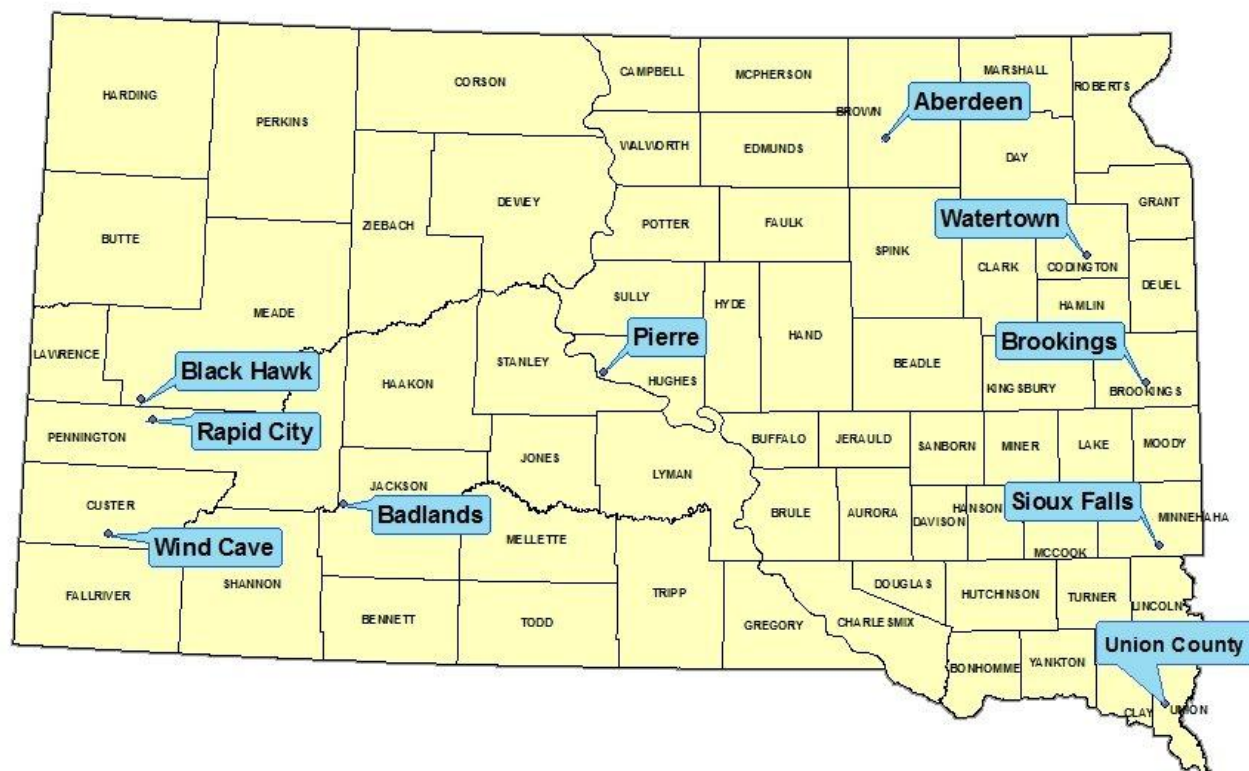 CAMPBELL
MCPHERSON
MARSHALL
CORSON
ROBERTS
HARDING
Aberdeen
BROWN
PERKINS
WALWORTH
EDMUNDS
DAY
DEWEY
GRANT
Watertown
ZIEBACH
POTTER
FAULK
BUTTE
SPINK
CLARK
CODINGTON
DEUEL
SULLY
HYDE
HAMLIN
MEADE
HAND
Pierre
Brookings
LAWRENCE
STANLEY
BEADLE
Black Hawk
HAAKON
HUGHES
KINGSBURY
BROOKINGS
Rapid City
PENNINGTON
BUFFALO
JERAULD
SANBORN
MINER
LAKE
MOODY
JONES
LYMAN
JACKSON
Sioux Falls
CUSTER
Badlands
BRULE
AURORA
HANSON
DAVISON
MINNEHAHA
Wind Cave
MELLETTE
MCCOOK
SHANNON
DOUGLAS
FALLRIVER
TRIPP
HUTCHINSON
TURNER
LINCOLN
BENNETT
TODD
GREGORY
CHARLESMIX
Union County
BONHOMME
YANKTON
CLAY
UNION